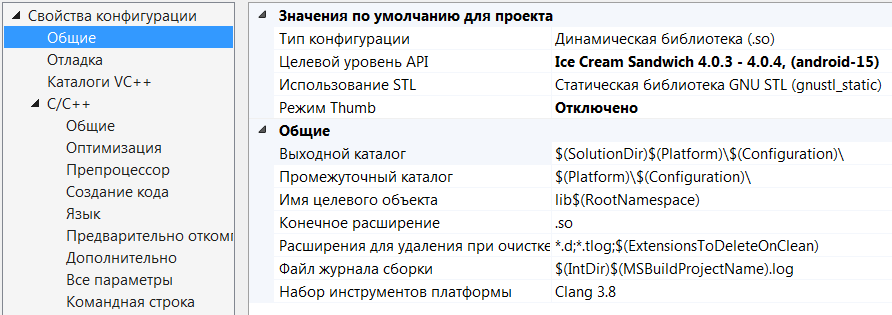 Свойства конфигурации
Общие
Отладка
Каталоги VC++
C/C++
Общие
Оптимизация
Препроцессор
Создание кода
Язык
Предварительно откомп
Дополнительно
Все параметры
Командная строка
Значения по умолчанию для проекта
Тип конфигурации Динамическая библиотека (.so)
Целевой уровень API Ice Cream Sandwich 4.0.3 - 4.0.4, (android-15)
Использование STL Статическая библиотека GNU STL (gnustl_static)
Режим Thumb Отключено
Общие
Выходной каталог $(SolutionDir)$(Platform)\$(Configuration)\
Промежуточный каталог $(Platform)\$(Configuration)\
Имя целевого объекта lib$(RootNamespace)
Конечное расширение .so
Расширения для удаления при очистке *.d;*.tlog;$(ExtensionsToDeleteOnClean)
Файл журнала сборки $(IntDir)$(MSBuildProjectName).log
Набор инструментов платформы Clang 3.8